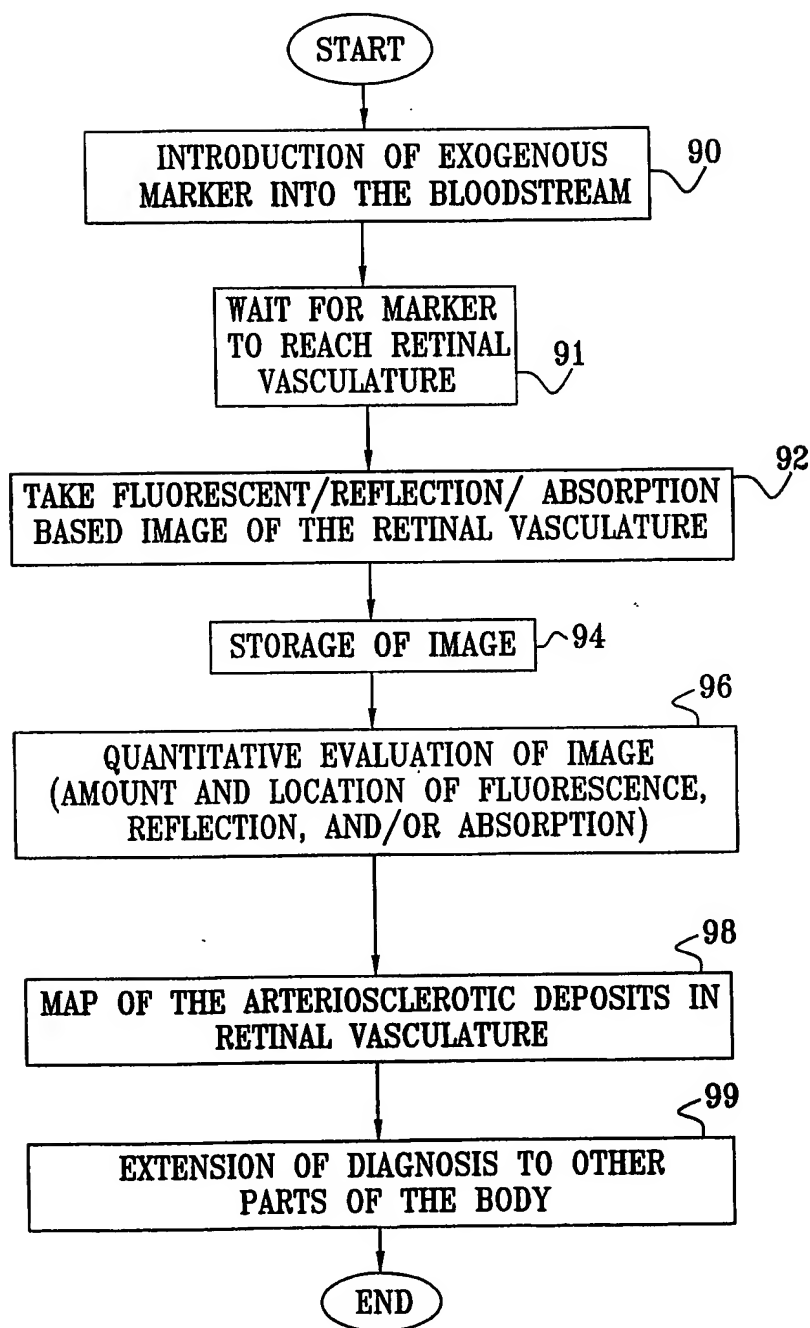 START
INTRODUCTION OF EXOGENOUS
MARKER INTO THE BLOODSTREAM
90
WAIT FOR MARKER
TO REACH RETINAL
VASCULATURE
91
92
TAKE FLUORESCENT/REFLECTION/ ABSORPTION
BASED IMAGE OF THE RETINAL VASCULATURE
STORAGE OF IMAGE
94
96
QUANTITATIVE EVALUATION OF IMAGE
(AMOUNT AND LOCATION OF FLUORESCENCE,
REFLECTION, AND/OR ABSORPTION)
98
MAP OF THE ARTERIOSCLEROTIC DEPOSITS IN
RETINAL VASCULATURE
99
EXTENSION OF DIAGNOSIS TO OTHER
PARTS OF THE BODY
END